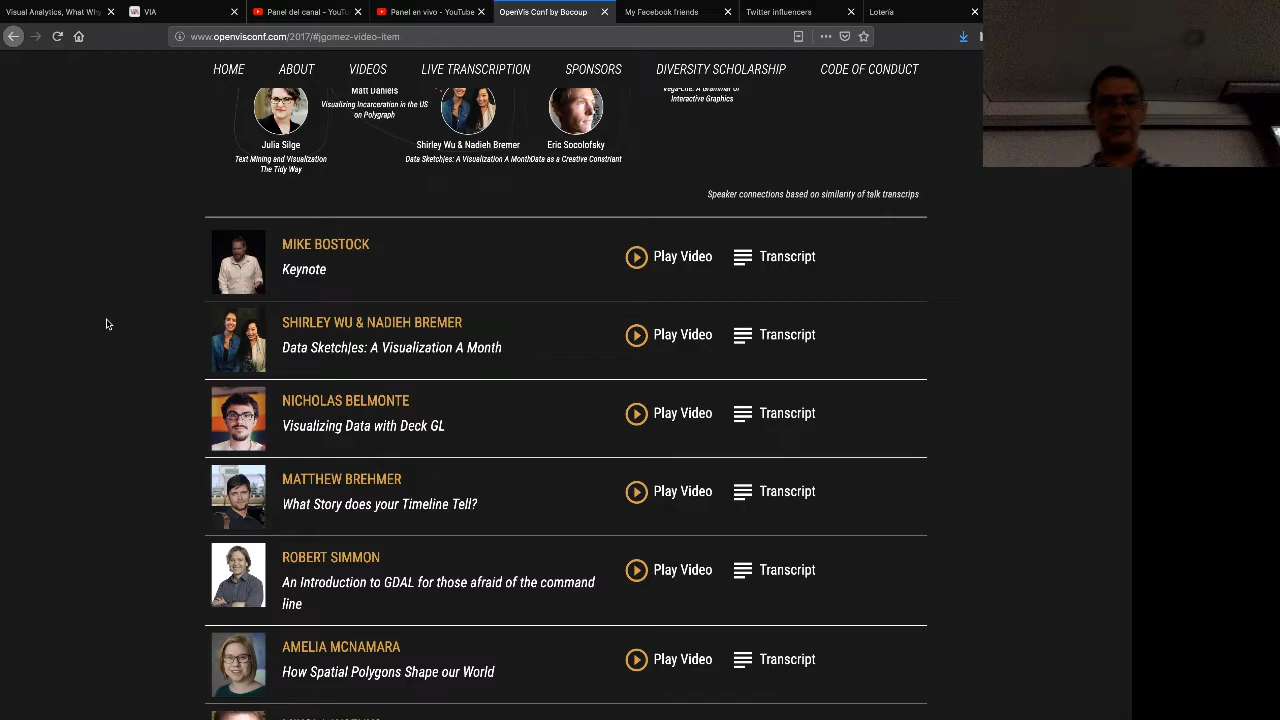 Visual Analytics, What Why
VIA
Panel del canal - YouTu
Panel en vivo - YouTube
OpenVis Conf by Bocoup
My Facebook friends
Twitter influencers
Lotería
www.openvisconf.com/2017/#jgomez-video-item
HOME ABOUT VIDEOS LIVE TRANSCRIPTION SPONSORS DIVERSITY SCHOLARSHIP CODE OF CONDUCT
Matt Daniels
Visualizing Incarceration in the US
on Polygraph
Vega-Lite: A Grammar of
Interactive Graphics
Julia Silge
Text Mining and Visualization
The Tidy Way
Shirley Wu & Nadieh Bremer
Data Sketch|es: A Visualization A Month
Eric Socolofsky
Data as a Creative Constriant
Speaker connections based on similarity of talk transcrips
MIKE BOSTOCK
Keynote
Play Video Transcript
SHIRLEY WU & NADIEH BREMER
Data Sketch|es: A Visualization A Month
Play Video Transcript
NICHOLAS BELMONTE
Visualizing Data with Deck GL
Play Video Transcript
MATTHEW BREHMER
What Story does your Timeline Tell?
Play Video Transcript
ROBERT SIMMON
An Introduction to GDAL for those afraid of the command
line
Play Video Transcript
AMELIA MCNAMARA
How Spatial Polygons Shape our World
Play Video Transcript